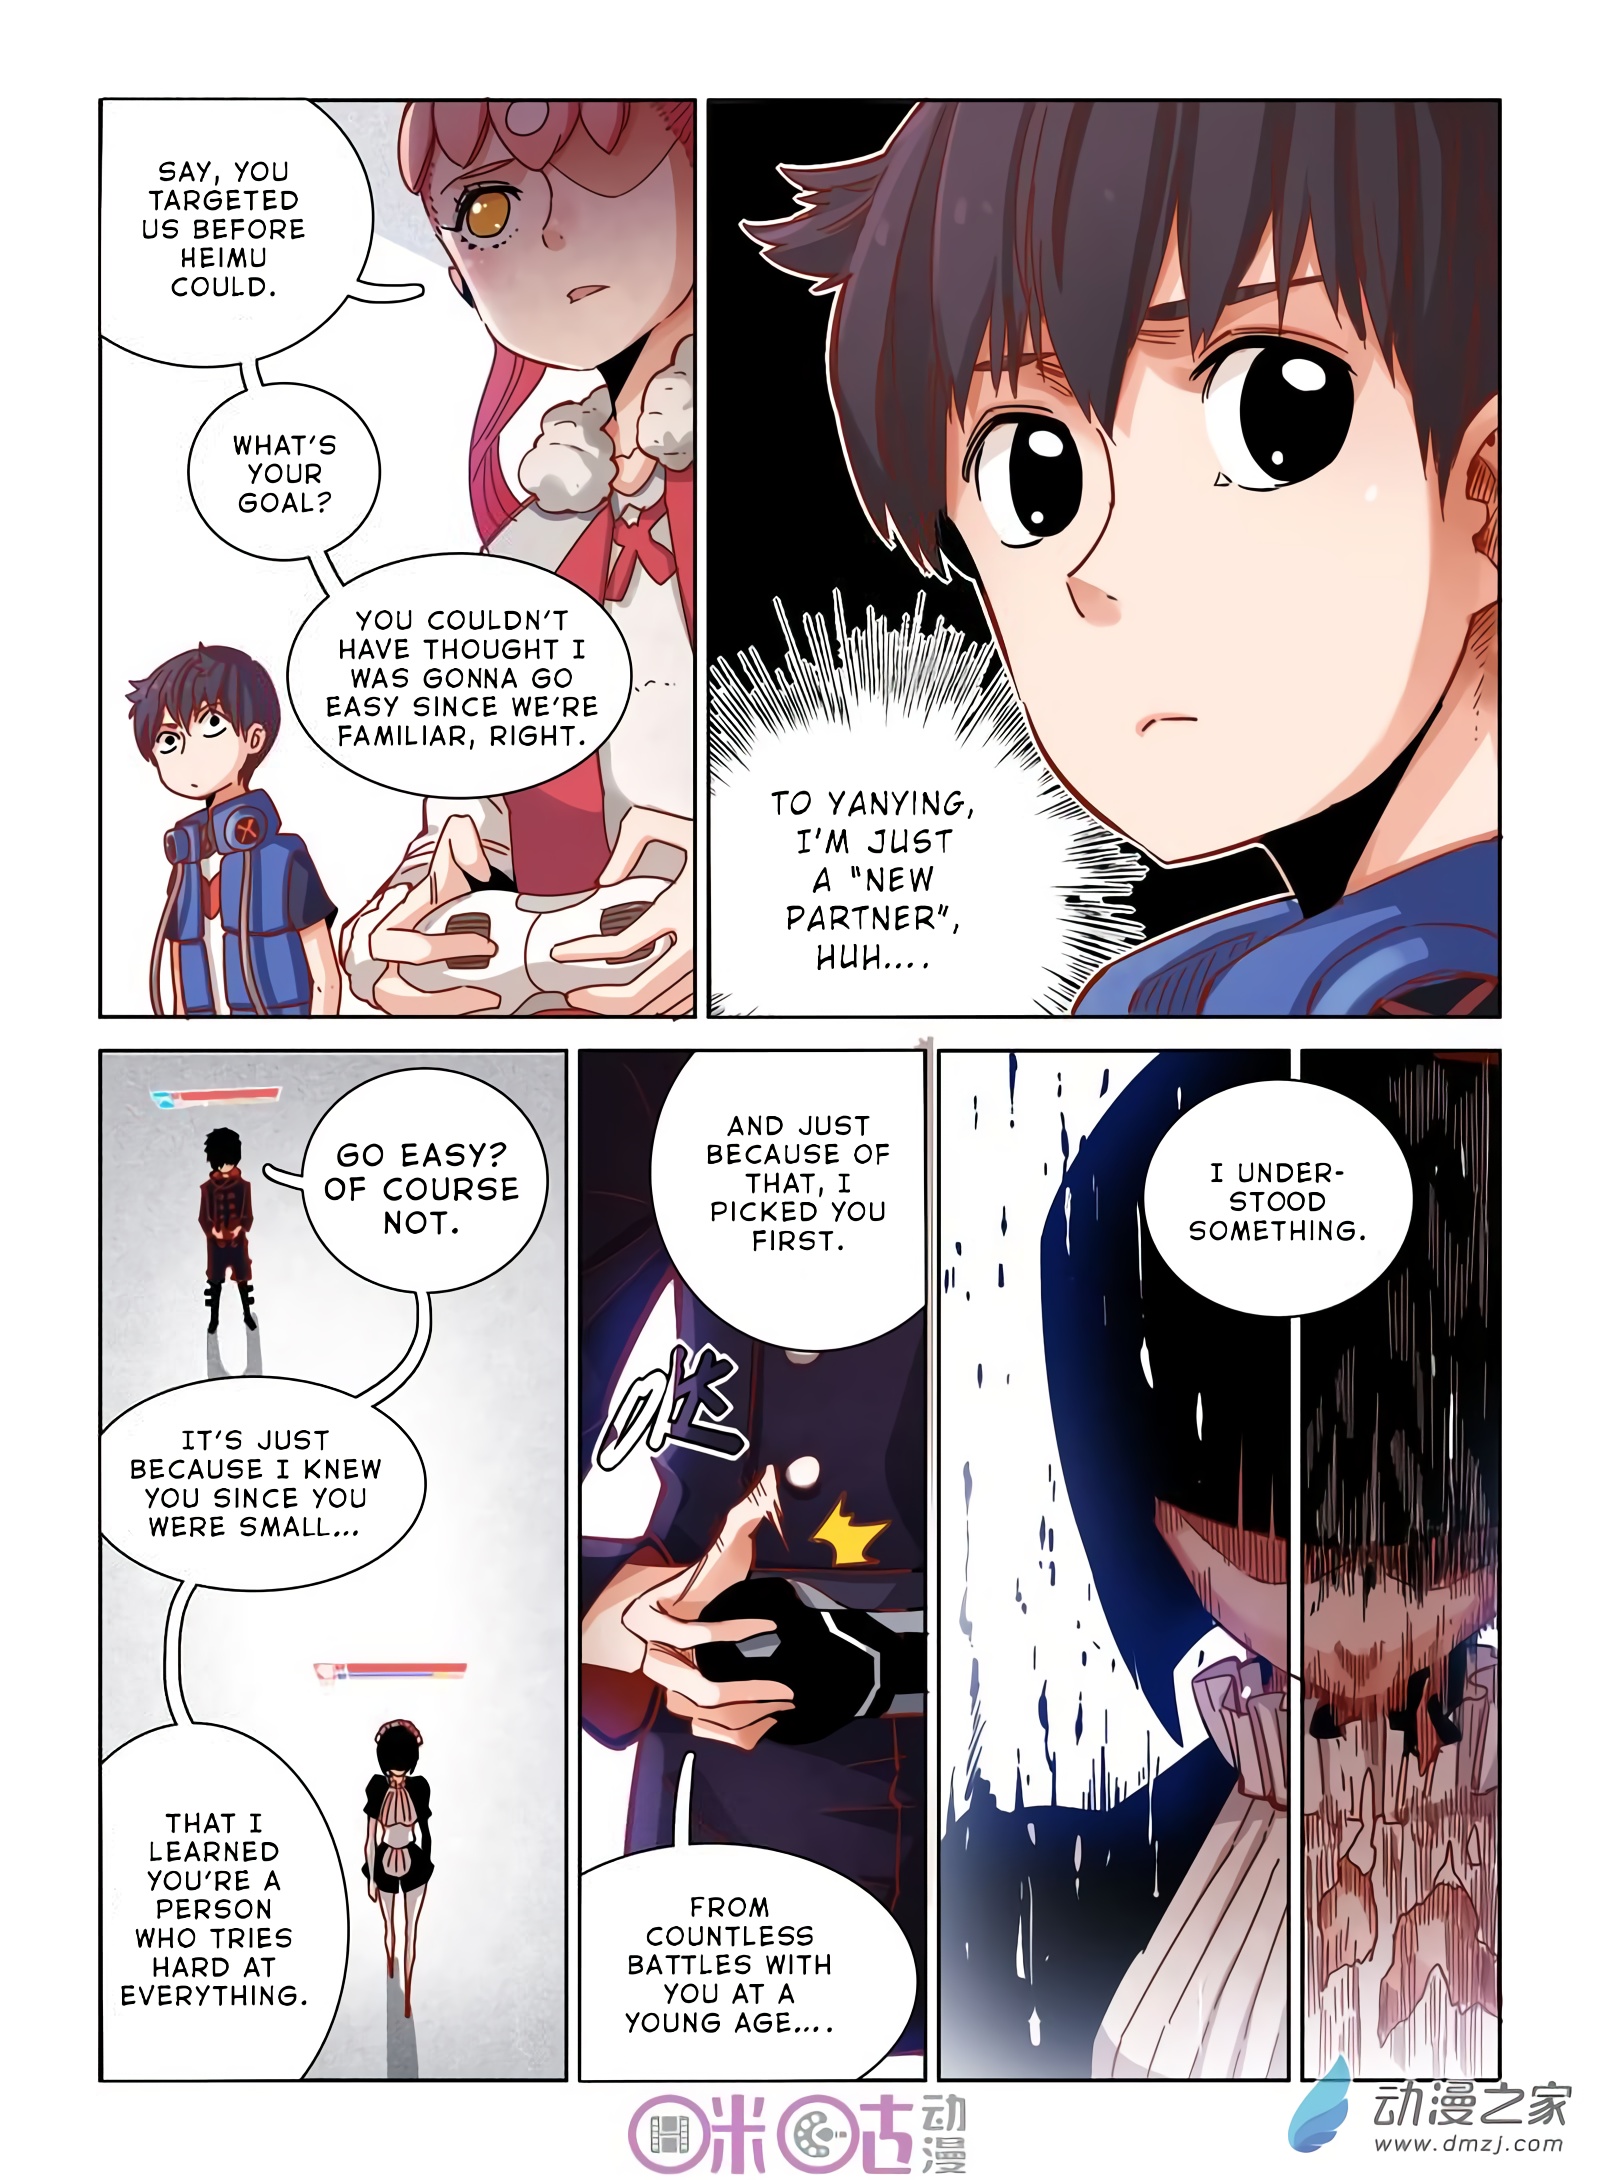 SAY, YOU
TARGETED
US BEFORE
HEIMU
COULD.
WHAT'S
YOUR
GOAL?
YOU COULDN'T
HAVE THOUGHT I
WAS GONNA GO
EASY SINCE WE'RE
FAMILIAR, RIGHT.
TO YANYING,
I'M JUST
A "NEW
PARTNER",
HUH....
GO EASY?
OF COURSE
NOT.
IT'S JUST
BECAUSE I KNEW
YOU SINCE YOU
WERE SMALL...
THAT I
LEARNED
YOU'RE A
PERSON
WHO TRIES
HARD AT
EVERYTHING.
AND JUST
BECAUSE OF
THAT, I
PICKED YOU
FIRST.
FROM
COUNTLESS
BATTLES WITH
YOU AT A
YOUNG AGE....
I UNDER-
STOOD
SOMETHING.
咪咕动漫
动漫之家
www.dmzj.com